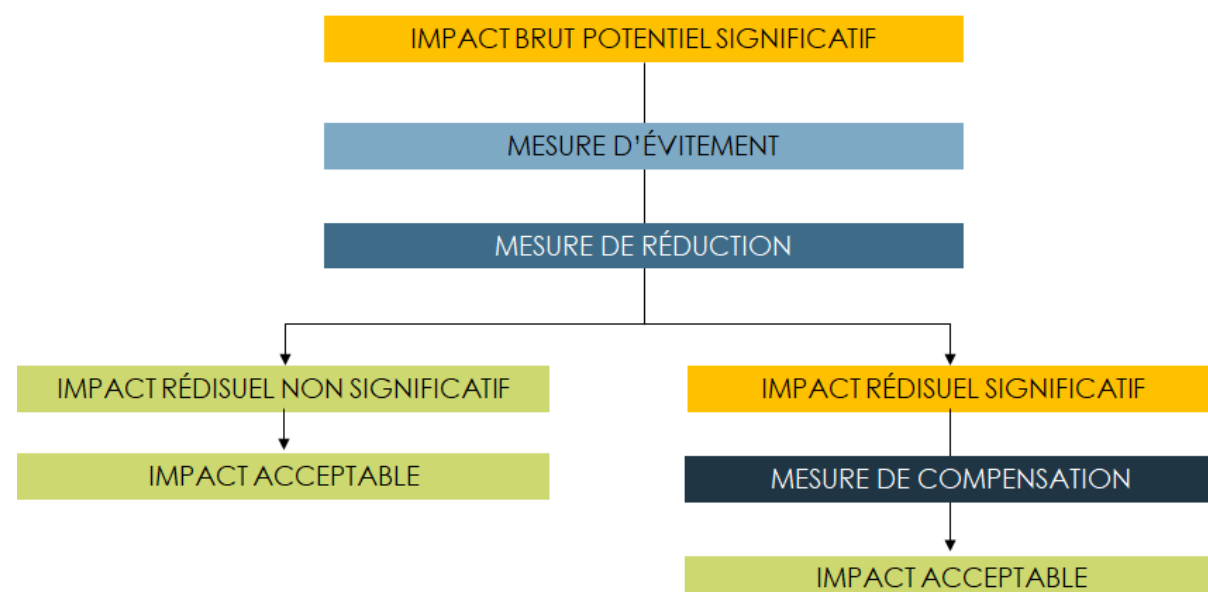 IMPACT BRUT POTENTIEL SIGNIFICATIF
MESURE D'ÉVITEMENT
MESURE DE RÉDUCTION
IMPACT RÉDISUEL NON SIGNIFICATIF
IMPACT RÉDISUEL SIGNIFICATIF
IMPACT ACCEPTABLE
MESURE DE COMPENSATION
IMPACT ACCEPTABLE